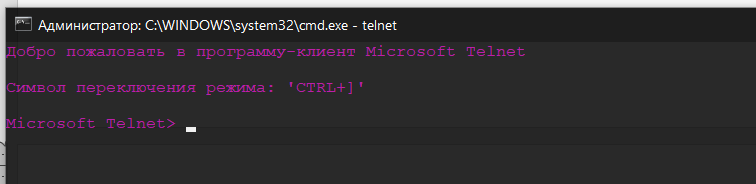 Администратор: C:\WINDOWS\system32\cmd.exe - telnet
Добро пожаловать в программу-клиент Microsoft Telnet
Символ переключения режима: 'CTRL+]'
Microsoft Telnet>